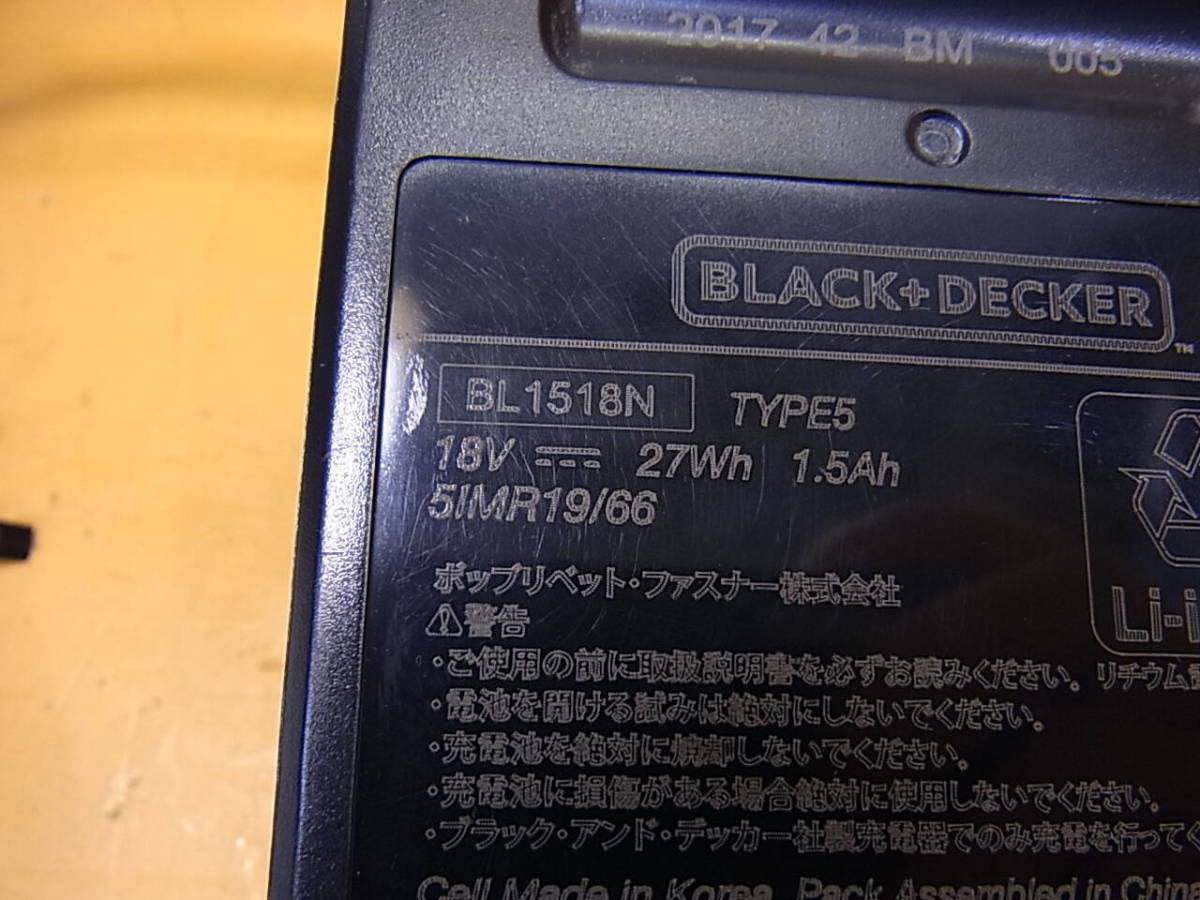 2017 42 BM 005
BLACK+DECKER™
BL1518N TYPE5
18V 27Wh 1.5Ah
5IMR19/66
ポップリベット・ファスナー株式会社
警告
・ご使用の前に取扱説明書を必ずお読みください。リチウム
・電池を開ける試みは絶対にしないでください。
・充電池を絶対に焼却しないでください。
・充電池に損傷がある場合絶対に使用しないでください。
・ブラック・アンド・デッカー社製充電器でのみ充電を行って
Li-i
Cell Made in Korea, Pack Assembled in China